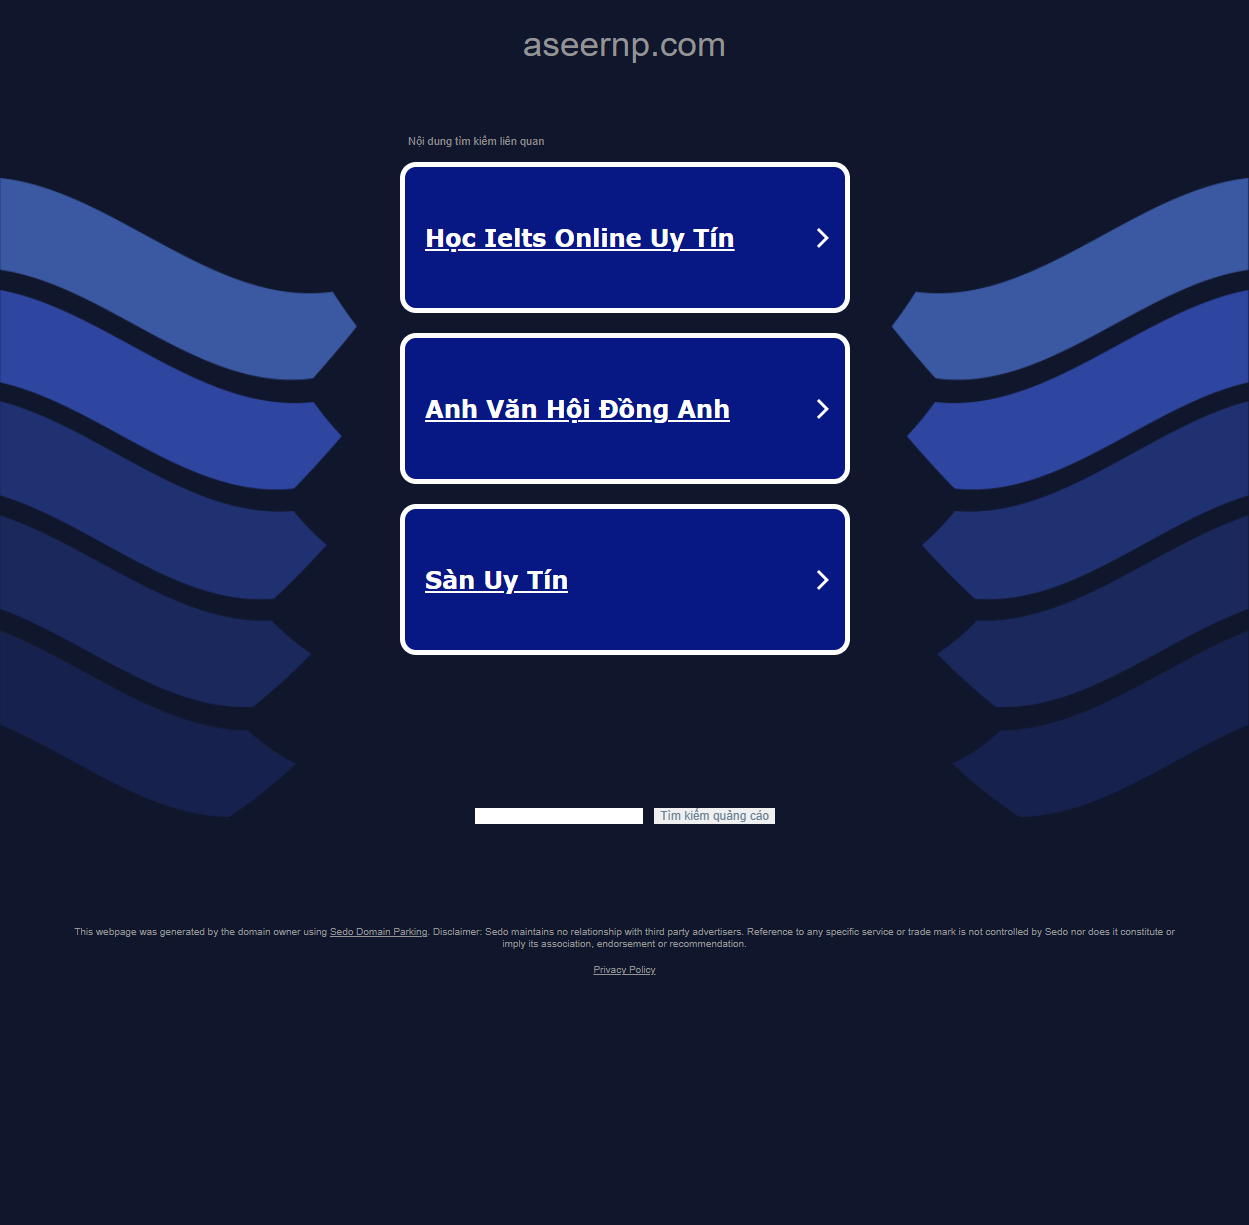 aseernp.com
Nội dung tìm kiếm liên quan
Học Ielts Online Uy Tín
Anh Văn Hội Đồng Anh
Sàn Uy Tín
Tìm kiếm quảng cáo
This webpage was generated by the domain owner using Sedo Domain Parking. Disclaimer: Sedo maintains no relationship with third party advertisers. Reference to any specific service or trade mark is not controlled by Sedo nor does it constitute or
imply its association, endorsement or recommendation.
Privacy Policy